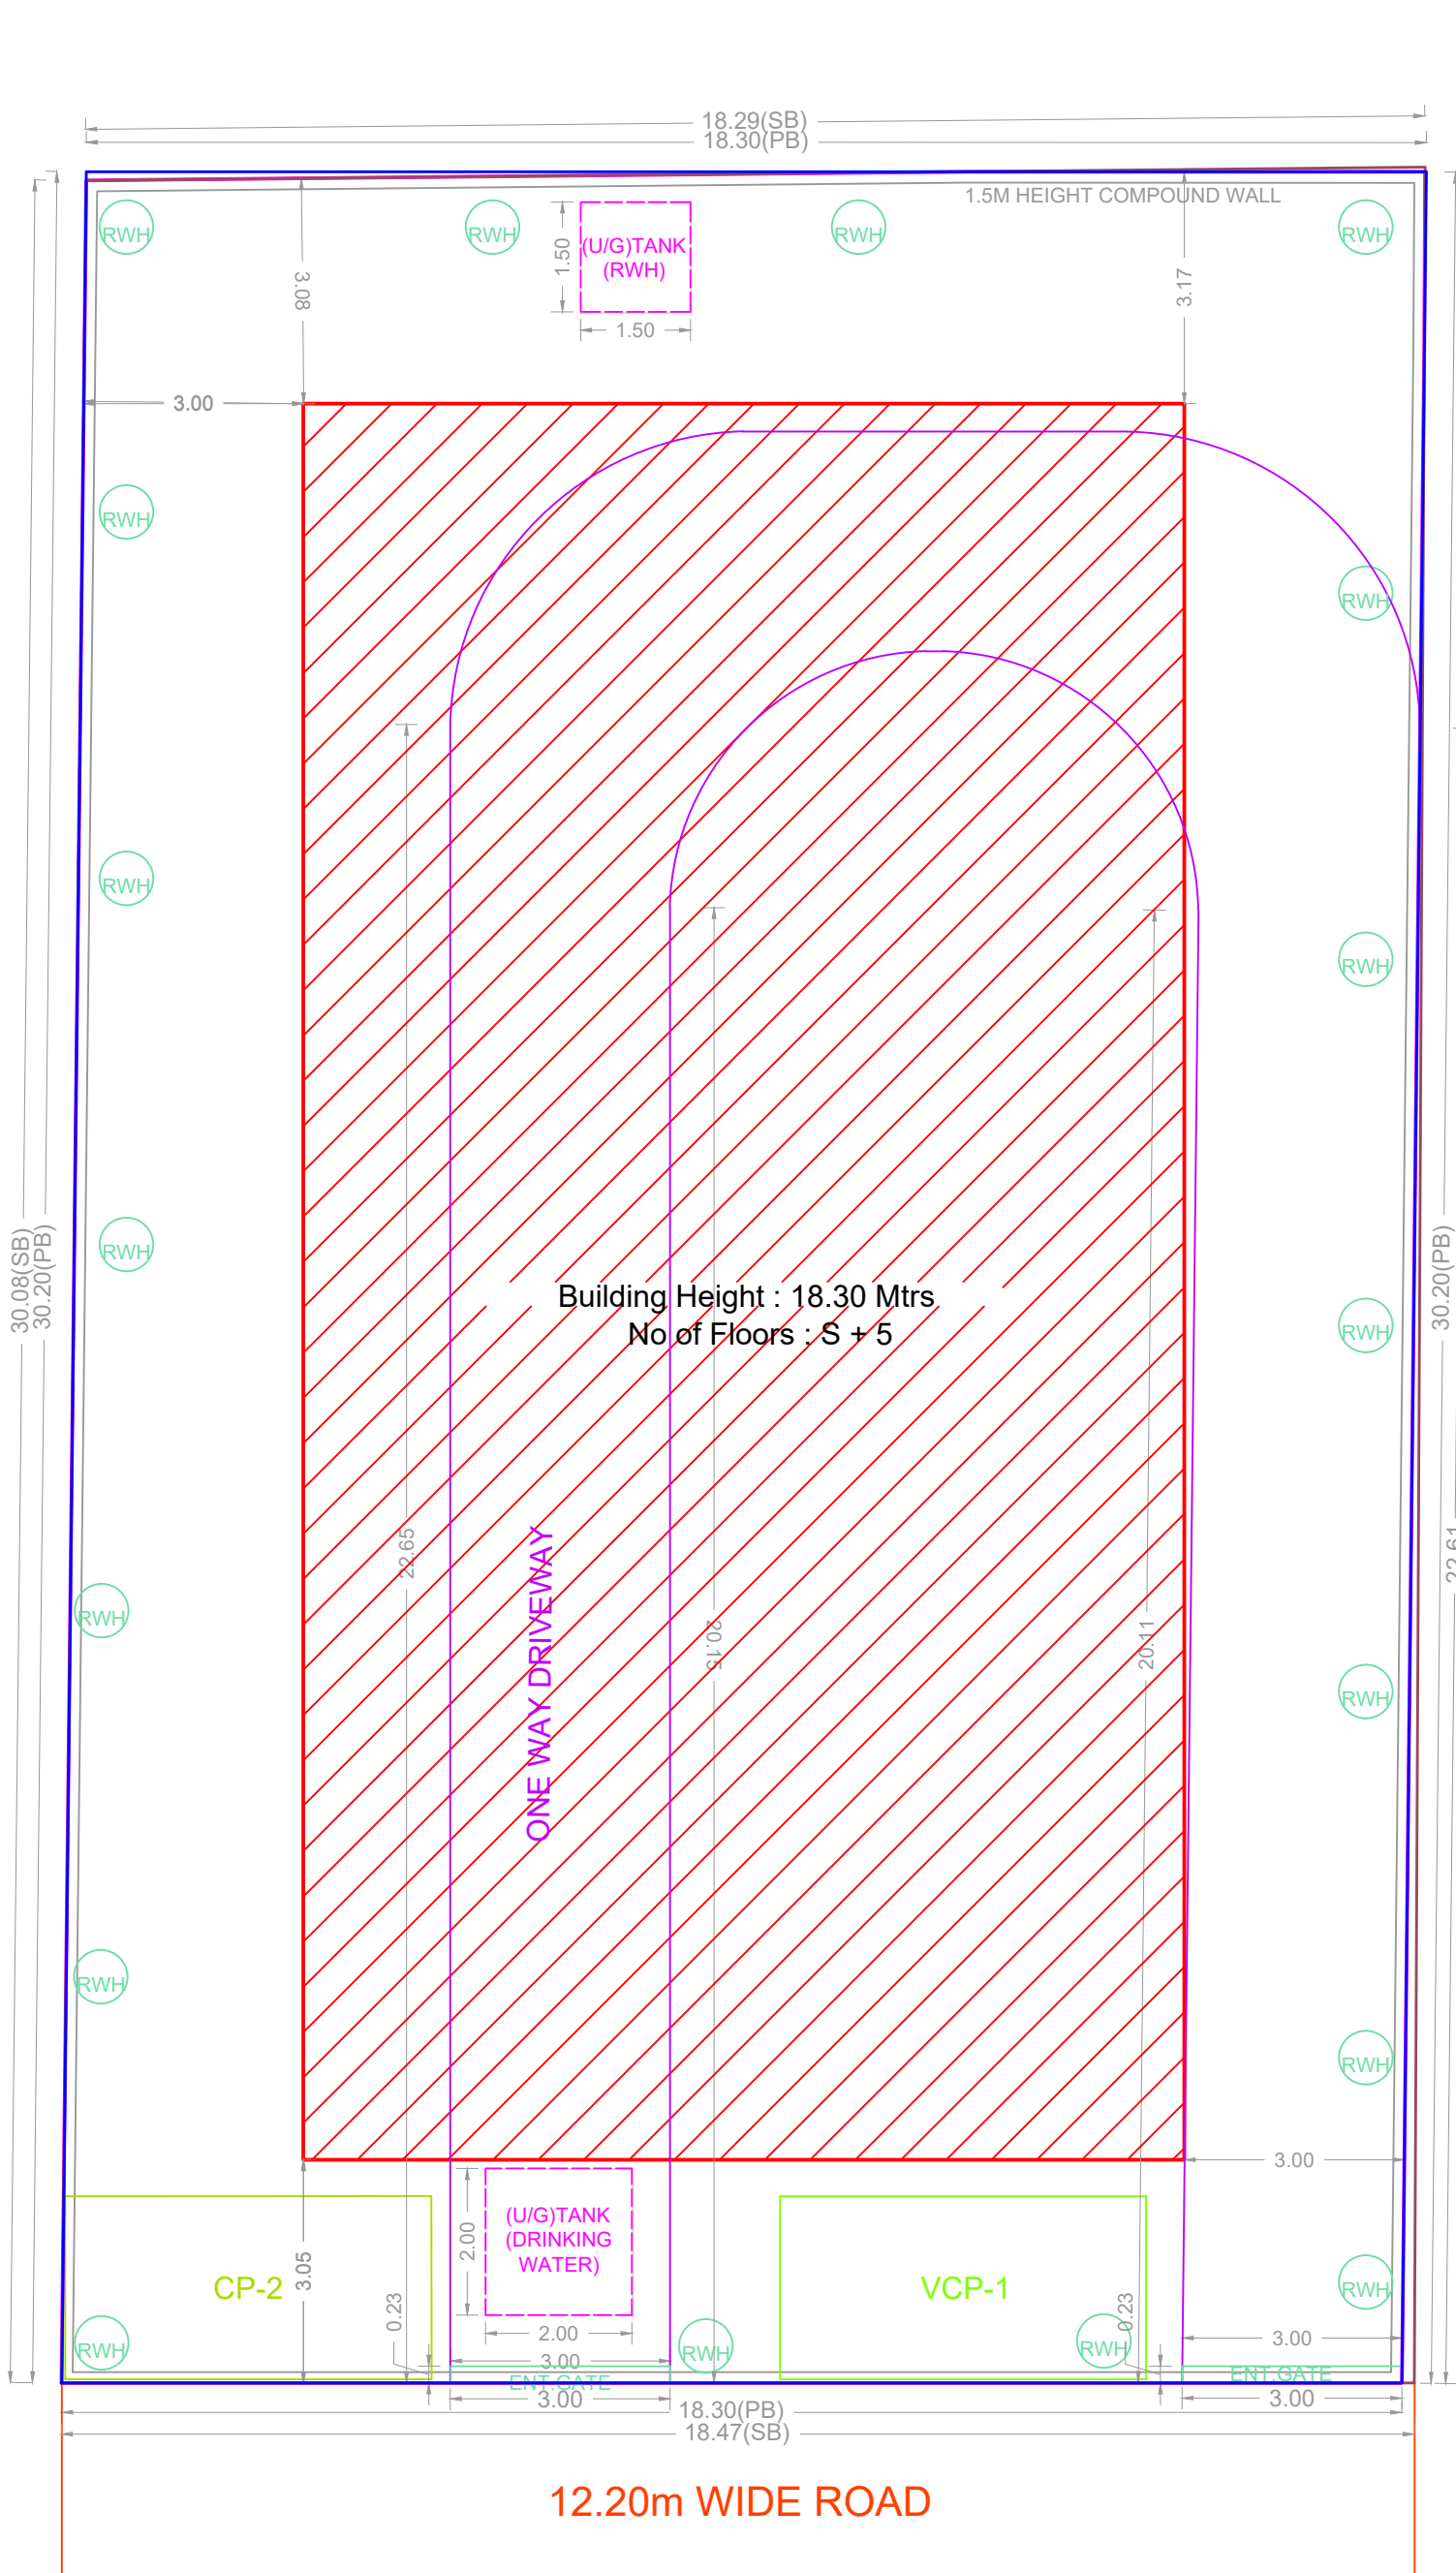 18.29(SB)
18.30(PB)
1.5M HEIGHT COMPOUND WALL
RWH
RWH
RWH
RWH
(U/G)TANK
(RWH)
1.50
1.50
3.08
3.17
3.00
RWH
RWH
RWH
RWH
RWH
30.08(SB)
30.20(PB)
30.20(PB)
Building Height : 18.30 Mtrs
No of Floors : S + 5
RWH
22.65
ONE WAY DRIVEWAY
20.15
20.11
22.61
RWH
RWH
RWH
RWH
3.00
(U/G)TANK
(DRINKING
WATER)
2.00
2.00
CP-2
3.05
0.23
VCP-1
0.23
RWH
RWH
RWH
RWH
3.00
3.00
ENT.GATE
ENT.GATE
3.00
3.00
18.30(PB)
18.47(SB)
12.20m WIDE ROAD